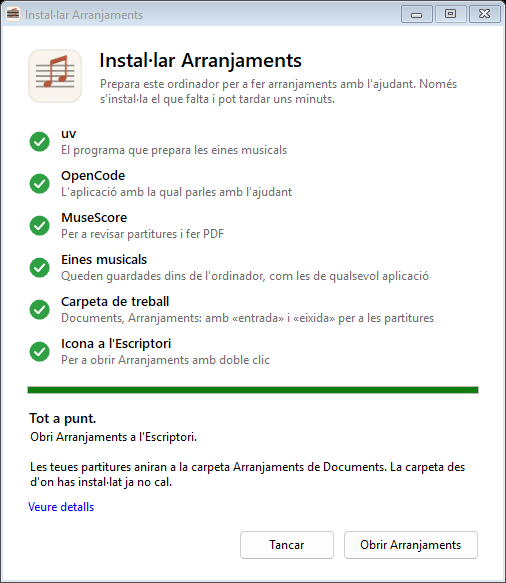 Instal·lar Arranjaments
Instal·lar Arranjaments
Prepara este ordinador per a fer arranjaments amb l'ajudant. Només
s'instal·la el que falta i pot tardar uns minuts.
uv
El programa que prepara les eines musicals
OpenCode
L'aplicació amb la qual parles amb l'ajudant
MuseScore
Per a revisar partitures i fer PDF
Eines musicals
Queden guardades dins de l'ordinador, com les de qualsevol aplicació
Carpeta de treball
Documents, Arranjaments: amb «entrada» i «eixida» per a les partitures
Icona a l'Escriptori
Per a obrir Arranjaments amb doble clic
Tot a punt.
Obri Arranjaments a l'Escriptori.
Les teues partitures aniran a la carpeta Arranjaments de Documents. La carpeta des
d'on has instal·lat ja no cal.
Veure detalls
Tancar
Obrir Arranjaments